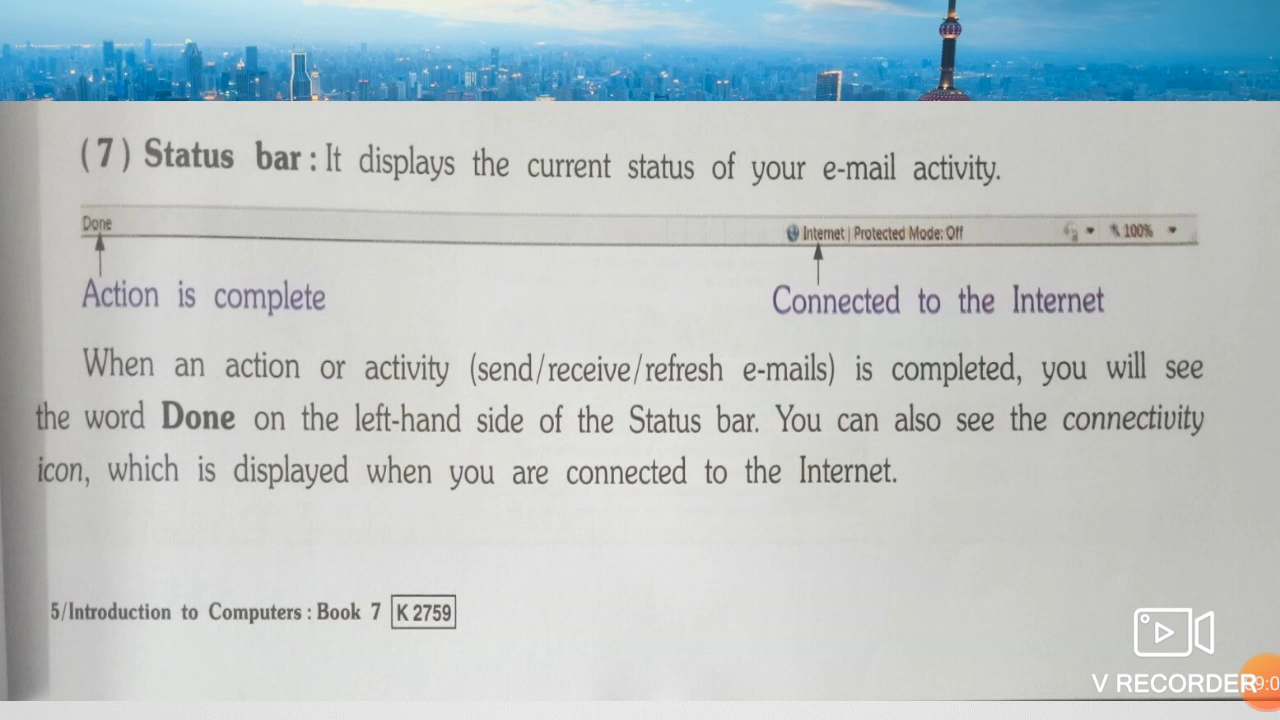 (7) Status bar : It displays the current status of your e-mail activity.
Done
Internet | Protected Mode: Off
100%
Action is complete
Connected to the Internet
When an action or activity (send/receive/refresh e-mails) is completed, you will see
the word Done on the left-hand side of the Status bar. You can also see the connectivity
icon, which is displayed when you are connected to the Internet.
5/Introduction to Computers : Book 7 K 2759
V RECORDER